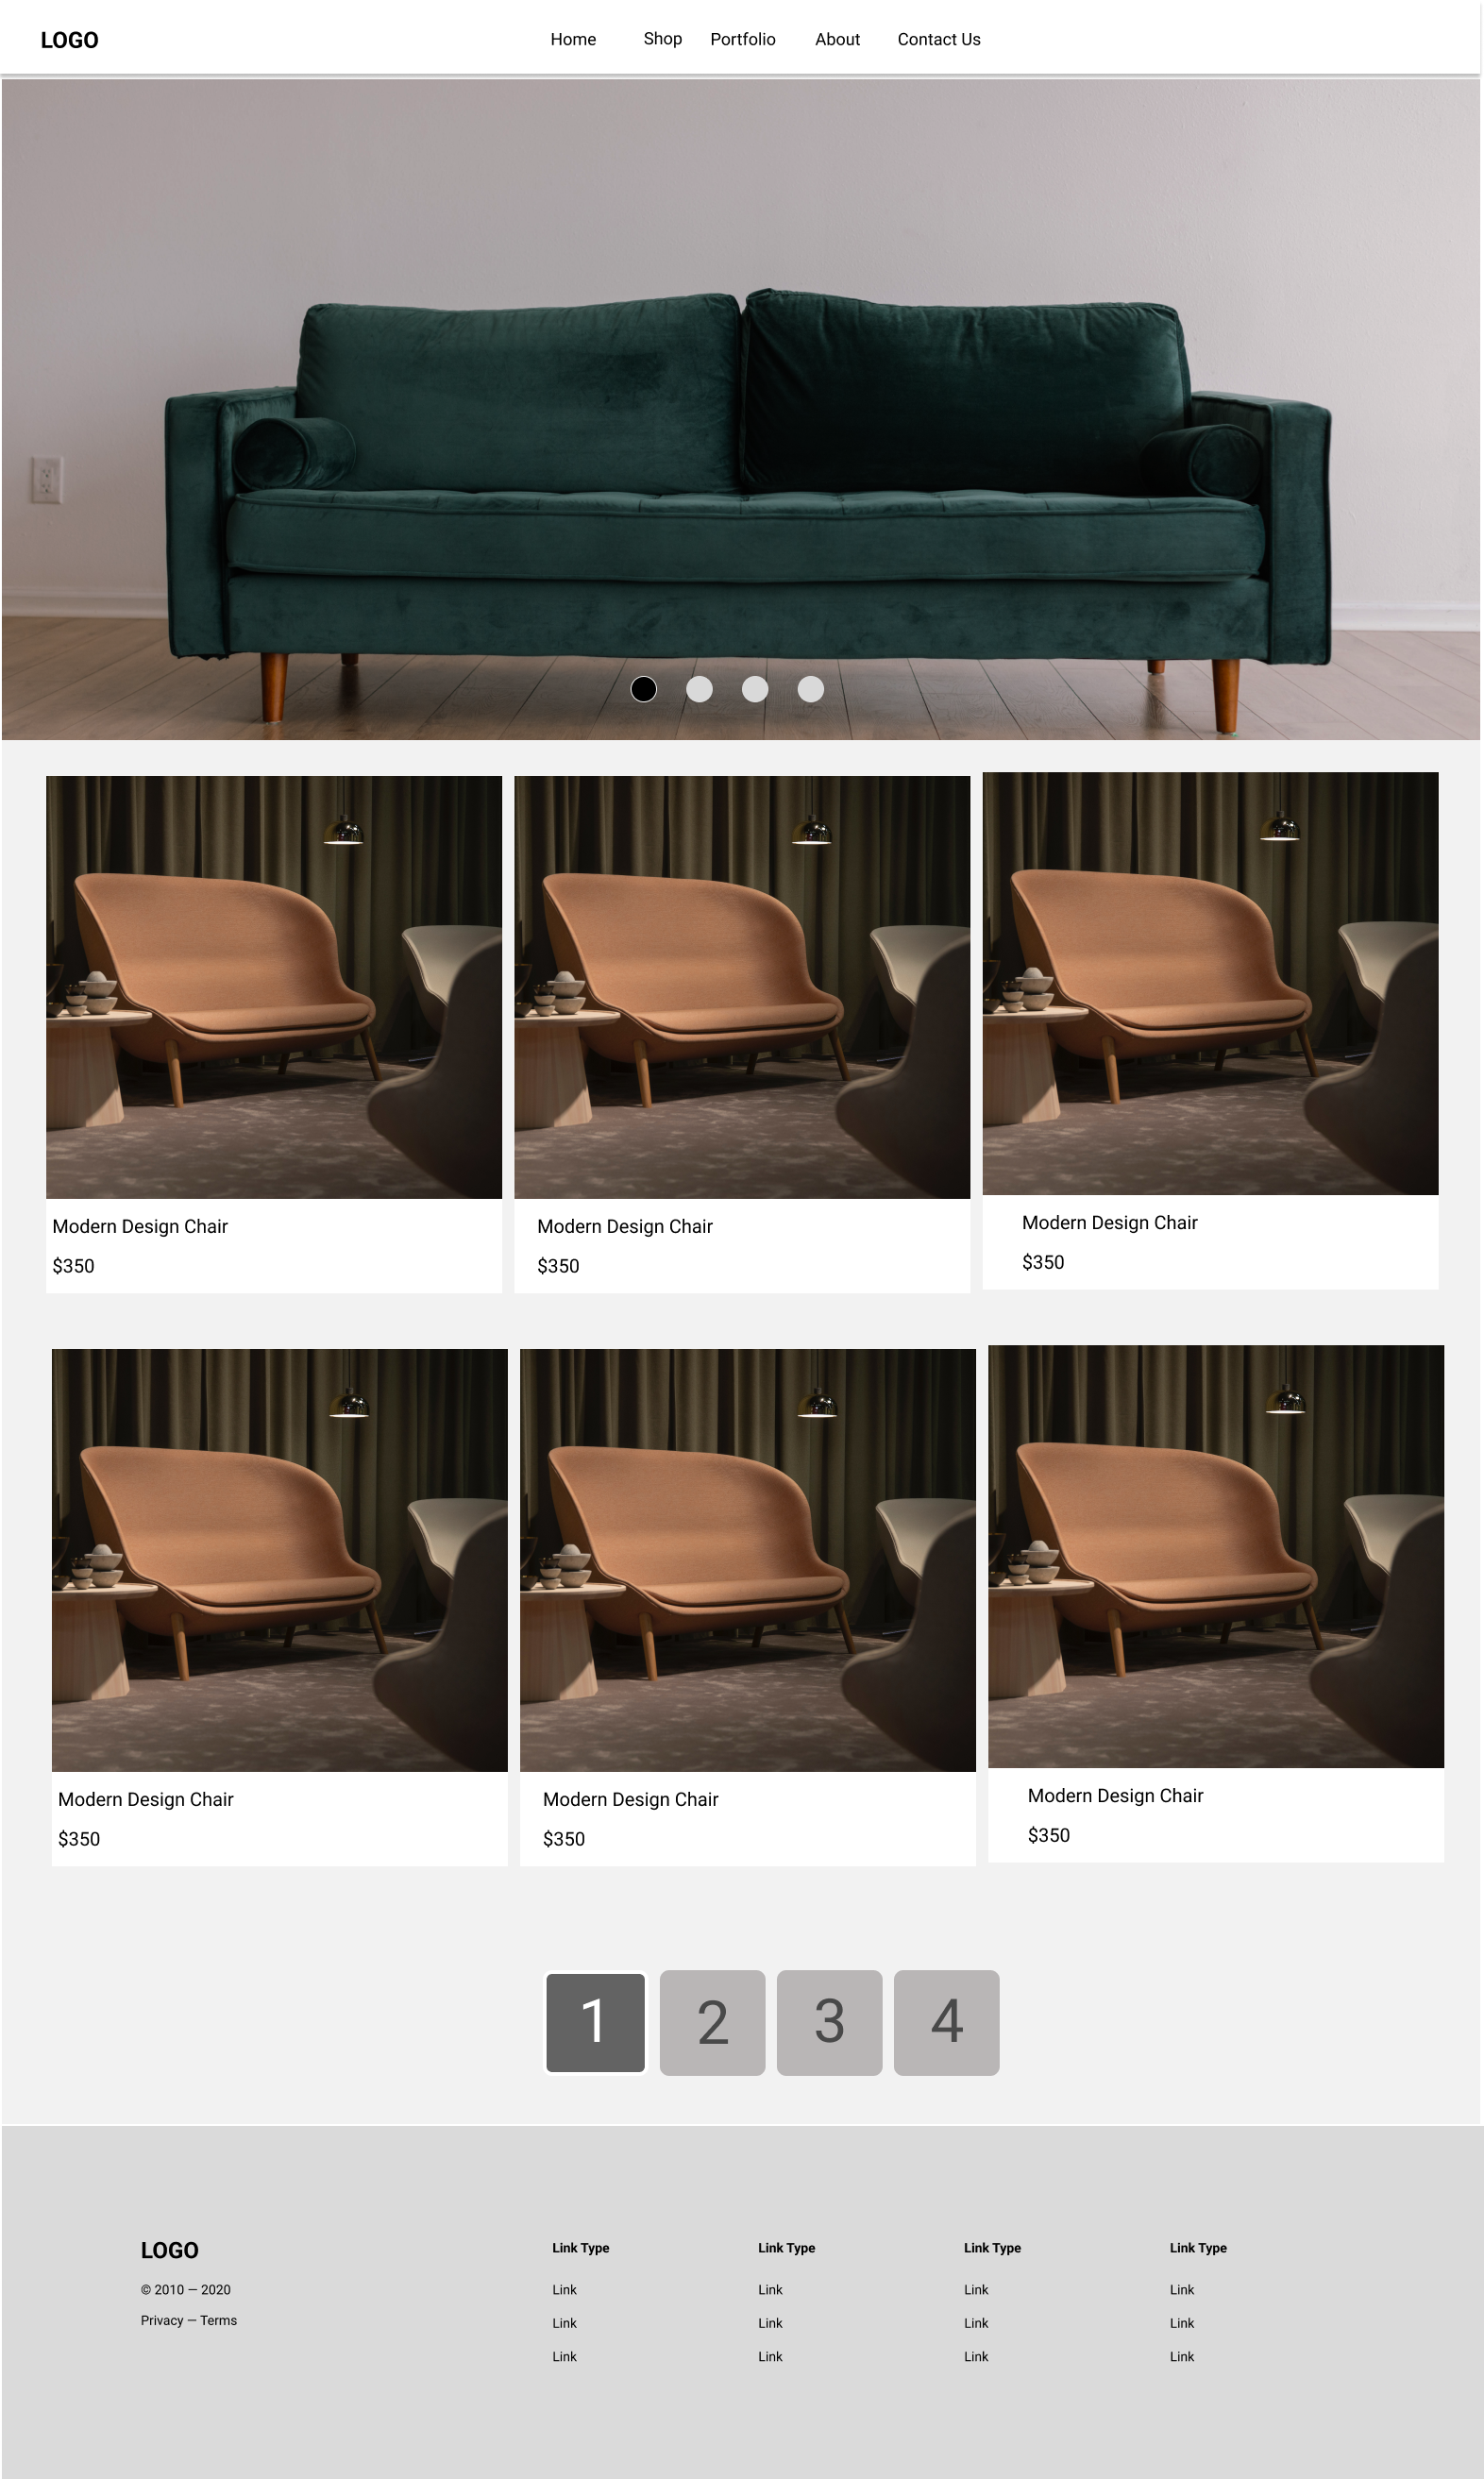 LOGO
Home Shop Portfolio About Contact Us
Modern Design Chair
$350
Modern Design Chair
$350
Modern Design Chair
$350
Modern Design Chair
$350
Modern Design Chair
$350
Modern Design Chair
$350
1 2 3 4
LOGO
© 2010 — 2020
Privacy — Terms
Link Type
Link
Link
Link
Link Type
Link
Link
Link
Link Type
Link
Link
Link
Link Type
Link
Link
Link